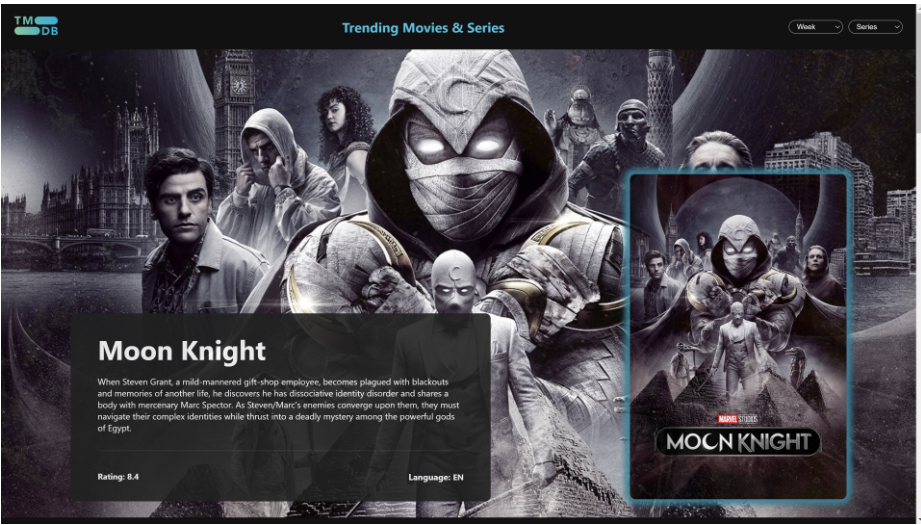 TM
DB
Trending Movies & Series
Week
Series
Moon Knight
When Steven Grant, a mild-mannered gift-shop employee, becomes plagued with blackouts
and memories of another life, he discovers he has dissociative identity disorder and shares a
body with mercenary Marc Spector. As Steven/Marc's enemies converge upon them, they must
navigate their complex identities while thrust into a deadly mystery among the powerful gods
of Egypt.
Rating: 8.4
Language: EN
MARVEL STUDIOS
MOON KNIGHT